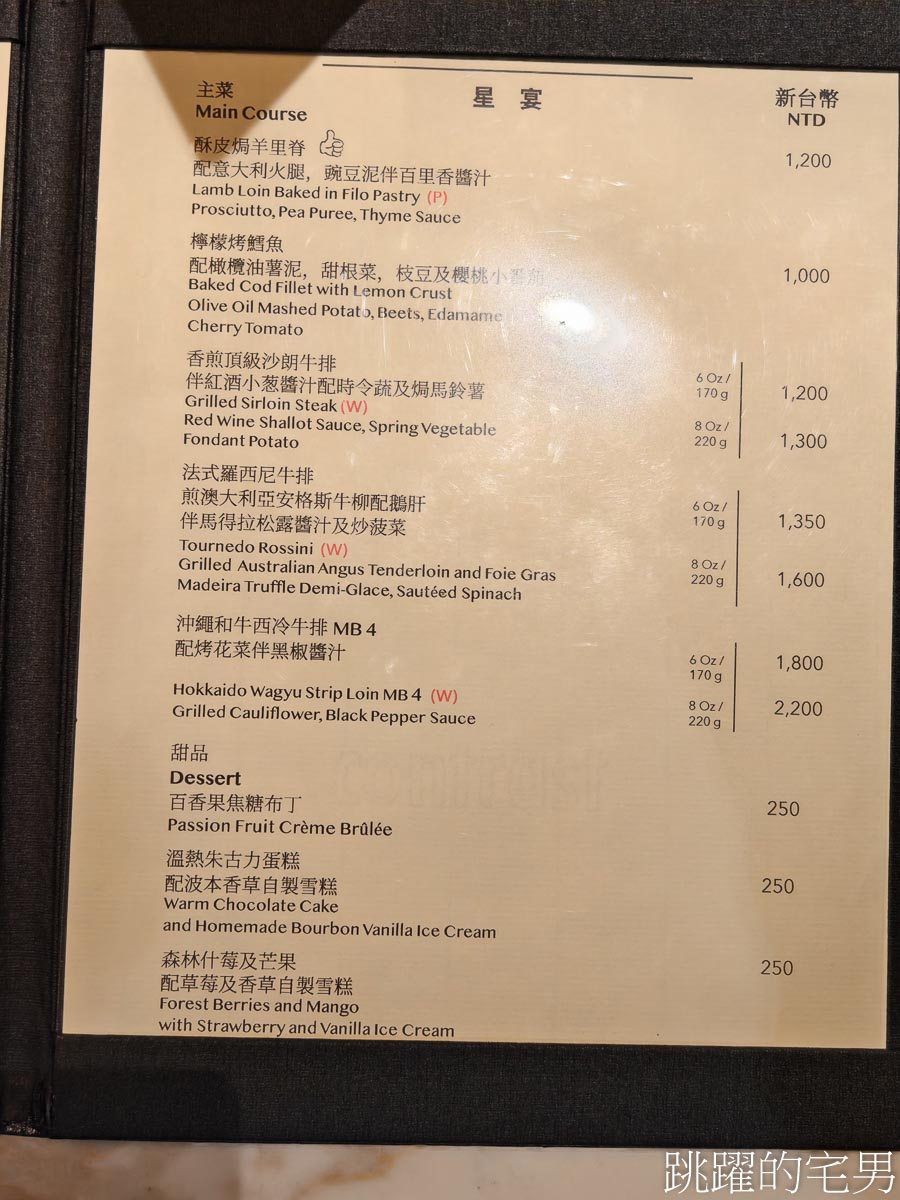 主菜
Main Course
星 宴
新台幣
NTD
酥皮焗羊里脊
配意大利火腿，豌豆泥伴百里香醬汁
1,200
Lamb Loin Baked in Filo Pastry (P)
Prosciutto, Pea Puree, Thyme Sauce
檸檬烤鱈魚
配橄欖油薯泥，甜根菜，枝豆及櫻桃小番茄
1,000
Baked Cod Fillet with Lemon Crust
Olive Oil Mashed Potato, Beets, Edamame
Cherry Tomato
香煎頂級沙朗牛排
伴紅酒小葱醬汁配時令蔬及焗馬鈴薯
6 Oz /
170 g
1,200
Grilled Sirloin Steak (W)
Red Wine Shallot Sauce, Spring Vegetable
Fondant Potato
8 Oz /
220 g
1,300
法式羅西尼牛排
煎澳大利亞安格斯牛柳配鵝肝
伴馬得拉松露醬汁及炒菠菜
6 Oz /
170 g
1,350
Tournedo Rossini (W)
Grilled Australian Angus Tenderloin and Foie Gras
Madeira Truffle Demi-Glace, Sautéed Spinach
8 Oz /
220 g
1,600
沖繩和牛西冷牛排 MB 4
配烤花菜伴黑椒醬汁
6 Oz /
170 g
1,800
Hokkaido Wagyu Strip Loin MB 4 (W)
Grilled Cauliflower, Black Pepper Sauce
8 Oz /
220 g
2,200
甜品
Dessert
百香果焦糖布丁
250
Passion Fruit Crème Brûlée
溫熱朱古力蛋糕
配波本香草自製雪糕
250
Warm Chocolate Cake
and Homemade Bourbon Vanilla Ice Cream
森林什莓及芒果
配草莓及香草自製雪糕
250
Forest Berries and Mango
with Strawberry and Vanilla Ice Cream
跳躍的宅男